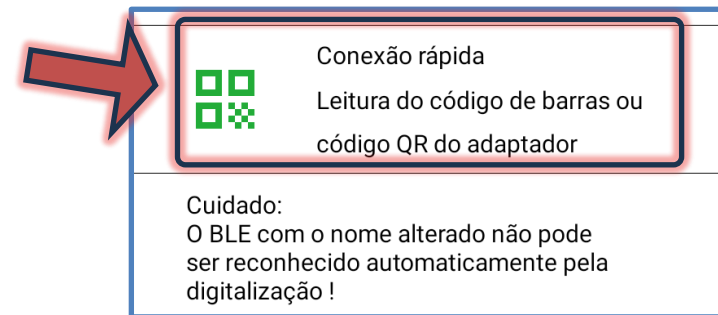 Conexão rápida
Leitura do código de barras ou
código QR do adaptador
Cuidado:
O BLE com o nome alterado não pode
ser reconhecido automaticamente pela
digitalização !